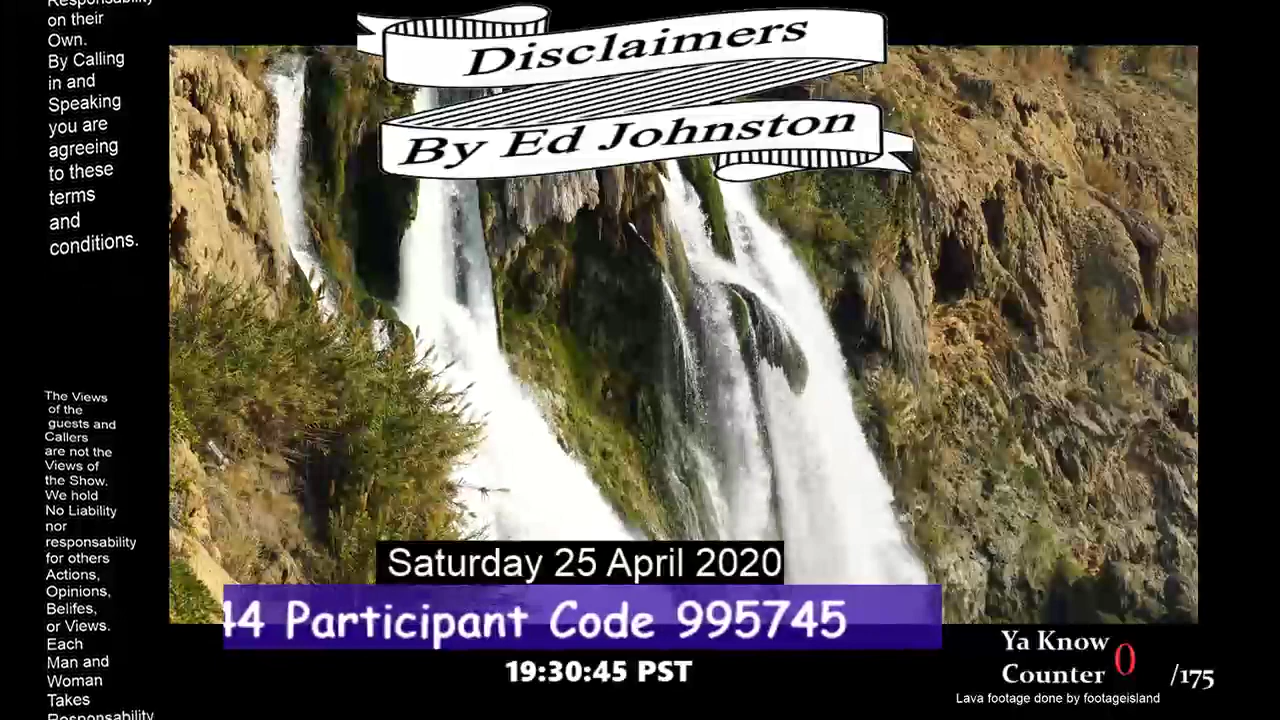 Responsibility
on their
Own.
By Calling
in and
Speaking
you are
agreeing
to these
terms
and
conditions.
Disclaimers
By Ed Johnston
The Views
of the
guests and
Callers
are not the
Views of
the Show.
We hold
No Liability
nor
responsibility
for others
Actions,
Opinions,
Belifes,
or Views.
Each
Man and
Woman
Takes
Responsibility
Saturday 25 April 2020
44 Participant Code 995745
19:30:45 PST
Ya Know
Counter 0 /175
Lava footage done by footageisland